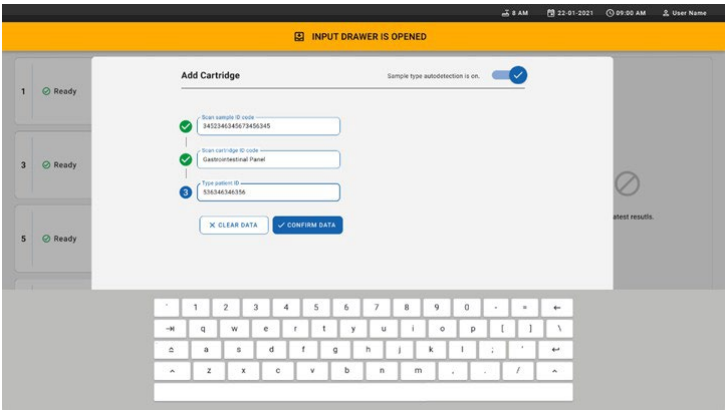 8 AM 22-01-2021 09:00 AM User Name
INPUT DRAWER IS OPENED
Add Cartridge
Sample type autodetection is on.
1 Ready
3 Ready
5 Ready
Scan sample ID code
3452346345673456345
Scan cartridge ID code
Gastrointestinal Panel
3
Type patient ID
536346346356
CLEAR DATA
CONFIRM DATA
atest resutls.
` 1 2 3 4 5 6 7 8 9 0 - =
q w e r t y u i o p [ ] \
a s d f g h j k l ; '
z x c v b n m , . /